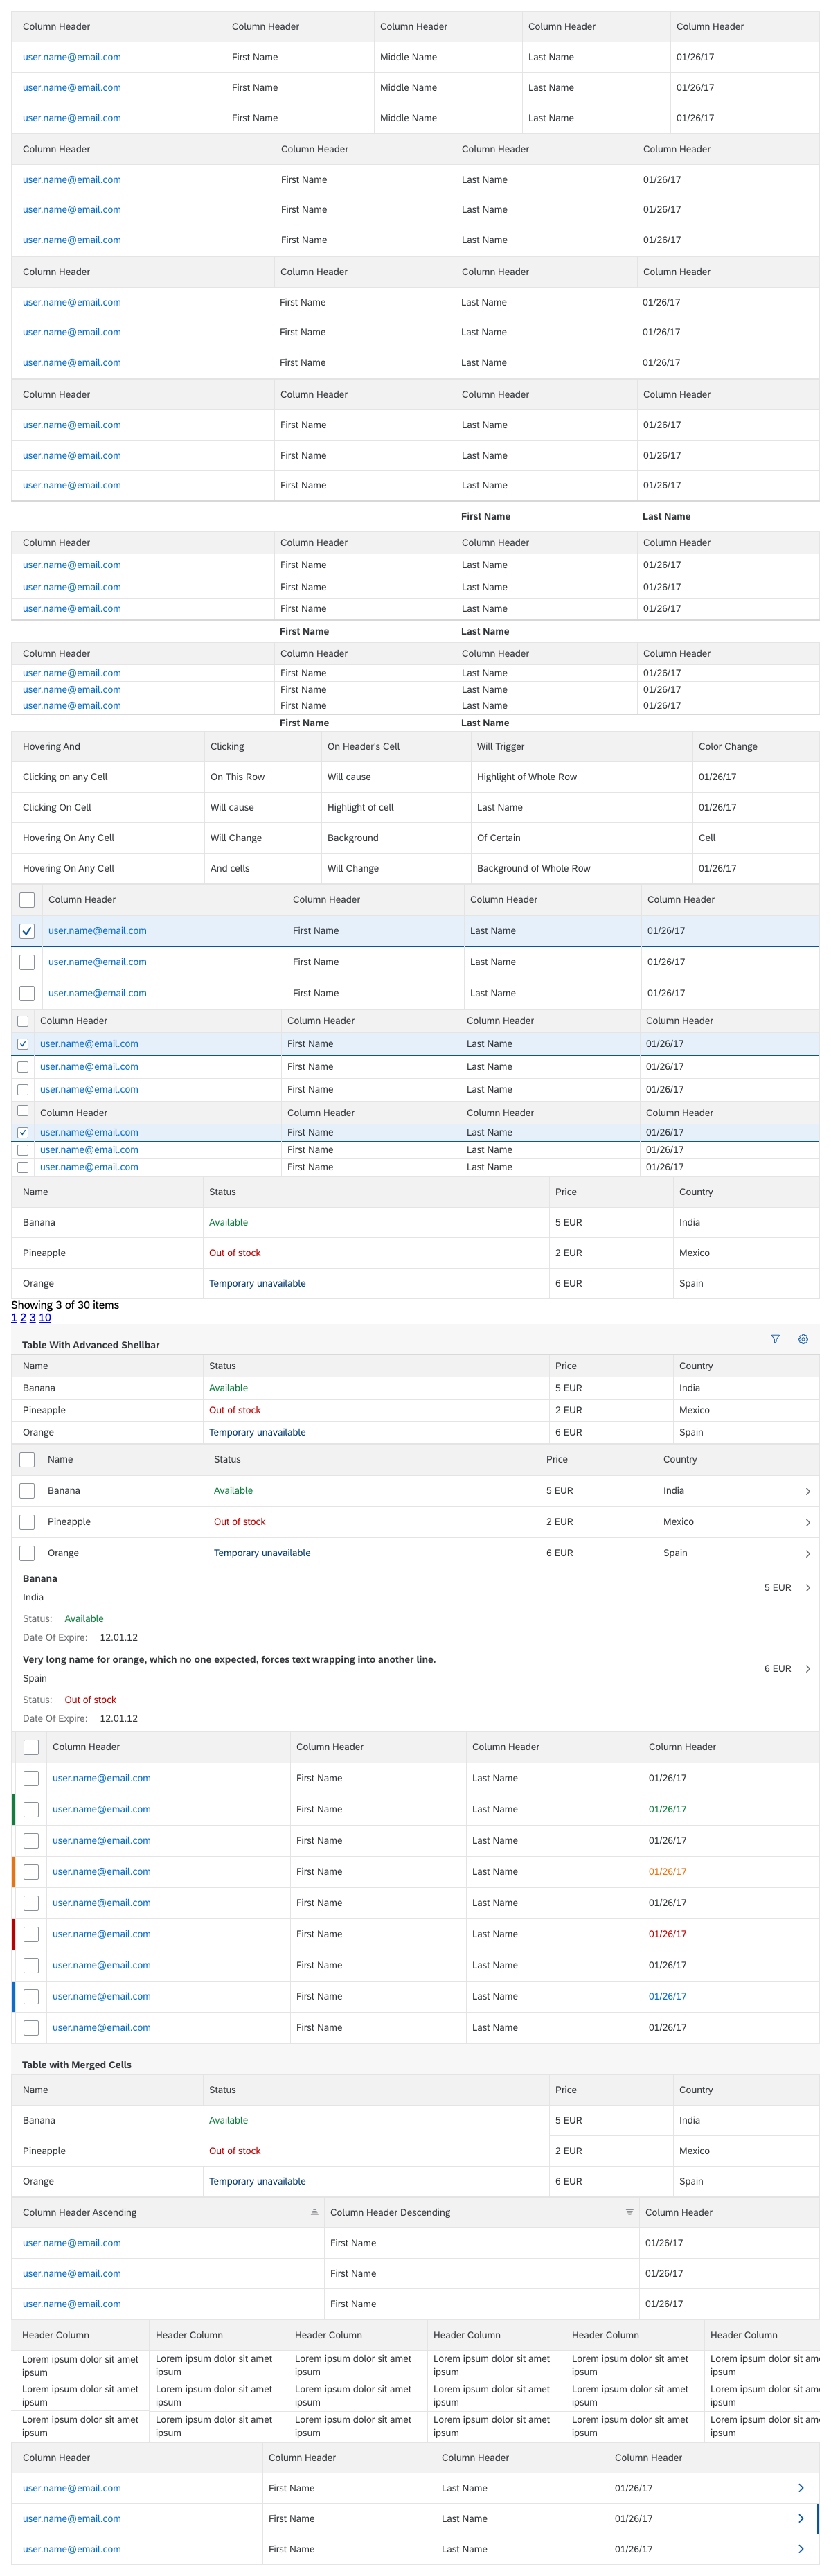 Column Header Column Header Column Header Column Header Column Header
user.name@email.com First Name Middle Name Last Name 01/26/17
user.name@email.com First Name Middle Name Last Name 01/26/17
user.name@email.com First Name Middle Name Last Name 01/26/17
Column Header Column Header Column Header Column Header
user.name@email.com First Name Last Name 01/26/17
user.name@email.com First Name Last Name 01/26/17
user.name@email.com First Name Last Name 01/26/17
Column Header Column Header Column Header Column Header
user.name@email.com First Name Last Name 01/26/17
user.name@email.com First Name Last Name 01/26/17
user.name@email.com First Name Last Name 01/26/17
Column Header Column Header Column Header Column Header
user.name@email.com First Name Last Name 01/26/17
user.name@email.com First Name Last Name 01/26/17
user.name@email.com First Name Last Name 01/26/17
First Name Last Name
Column Header Column Header Column Header Column Header
user.name@email.com First Name Last Name 01/26/17
user.name@email.com First Name Last Name 01/26/17
user.name@email.com First Name Last Name 01/26/17
First Name Last Name
Column Header Column Header Column Header Column Header
user.name@email.com First Name Last Name 01/26/17
user.name@email.com First Name Last Name 01/26/17
user.name@email.com First Name Last Name 01/26/17
First Name Last Name
Hovering And Clicking On Header's Cell Will Trigger Color Change
Clicking on any Cell On This Row Will cause Highlight of Whole Row 01/26/17
Clicking On Cell Will cause Highlight of cell Last Name 01/26/17
Hovering On Any Cell Will Change Background Of Certain Cell
Hovering On Any Cell And cells Will Change Background of Whole Row 01/26/17
Column Header Column Header Column Header Column Header
user.name@email.com First Name Last Name 01/26/17
user.name@email.com First Name Last Name 01/26/17
user.name@email.com First Name Last Name 01/26/17
Column Header Column Header Column Header Column Header
user.name@email.com First Name Last Name 01/26/17
user.name@email.com First Name Last Name 01/26/17
user.name@email.com First Name Last Name 01/26/17
Column Header Column Header Column Header Column Header
user.name@email.com First Name Last Name 01/26/17
user.name@email.com First Name Last Name 01/26/17
user.name@email.com First Name Last Name 01/26/17
Name Status Price Country
Banana Available 5 EUR India
Pineapple Out of stock 2 EUR Mexico
Orange Temporary unavailable 6 EUR Spain
Showing 3 of 30 items
1 2 3 10
Table With Advanced Shellbar
Name Status Price Country
Banana Available 5 EUR India
Pineapple Out of stock 2 EUR Mexico
Orange Temporary unavailable 6 EUR Spain
Name Status Price Country
Banana Available 5 EUR India
Pineapple Out of stock 2 EUR Mexico
Orange Temporary unavailable 6 EUR Spain
Banana
5 EUR
India
Status: Available
Date Of Expire: 12.01.12
Very long name for orange, which no one expected, forces text wrapping into another line.
6 EUR
Spain
Status: Out of stock
Date Of Expire: 12.01.12
Column Header Column Header Column Header Column Header
user.name@email.com First Name Last Name 01/26/17
user.name@email.com First Name Last Name 01/26/17
user.name@email.com First Name Last Name 01/26/17
user.name@email.com First Name Last Name 01/26/17
user.name@email.com First Name Last Name 01/26/17
user.name@email.com First Name Last Name 01/26/17
user.name@email.com First Name Last Name 01/26/17
user.name@email.com First Name Last Name 01/26/17
user.name@email.com First Name Last Name 01/26/17
Table with Merged Cells
Name Status Price Country
Banana Available 5 EUR India
Pineapple Out of stock 2 EUR Mexico
Orange Temporary unavailable 6 EUR Spain
Column Header Ascending Column Header Descending Column Header
user.name@email.com First Name 01/26/17
user.name@email.com First Name 01/26/17
user.name@email.com First Name 01/26/17
Header Column Header Column Header Column Header Column Header Column Header Column
Lorem ipsum dolor sit amet Lorem ipsum dolor sit amet Lorem ipsum dolor sit amet Lorem ipsum dolor sit amet Lorem ipsum dolor sit amet Lorem ipsum dolor sit am
ipsum ipsum ipsum ipsum ipsum ipsum
Lorem ipsum dolor sit amet Lorem ipsum dolor sit amet Lorem ipsum dolor sit amet Lorem ipsum dolor sit amet Lorem ipsum dolor sit amet Lorem ipsum dolor sit am
ipsum ipsum ipsum ipsum ipsum ipsum
Lorem ipsum dolor sit amet Lorem ipsum dolor sit amet Lorem ipsum dolor sit amet Lorem ipsum dolor sit amet Lorem ipsum dolor sit amet Lorem ipsum dolor sit am
ipsum ipsum ipsum ipsum ipsum ipsum
Column Header Column Header Column Header Column Header
user.name@email.com First Name Last Name 01/26/17
user.name@email.com First Name Last Name 01/26/17
user.name@email.com First Name Last Name 01/26/17